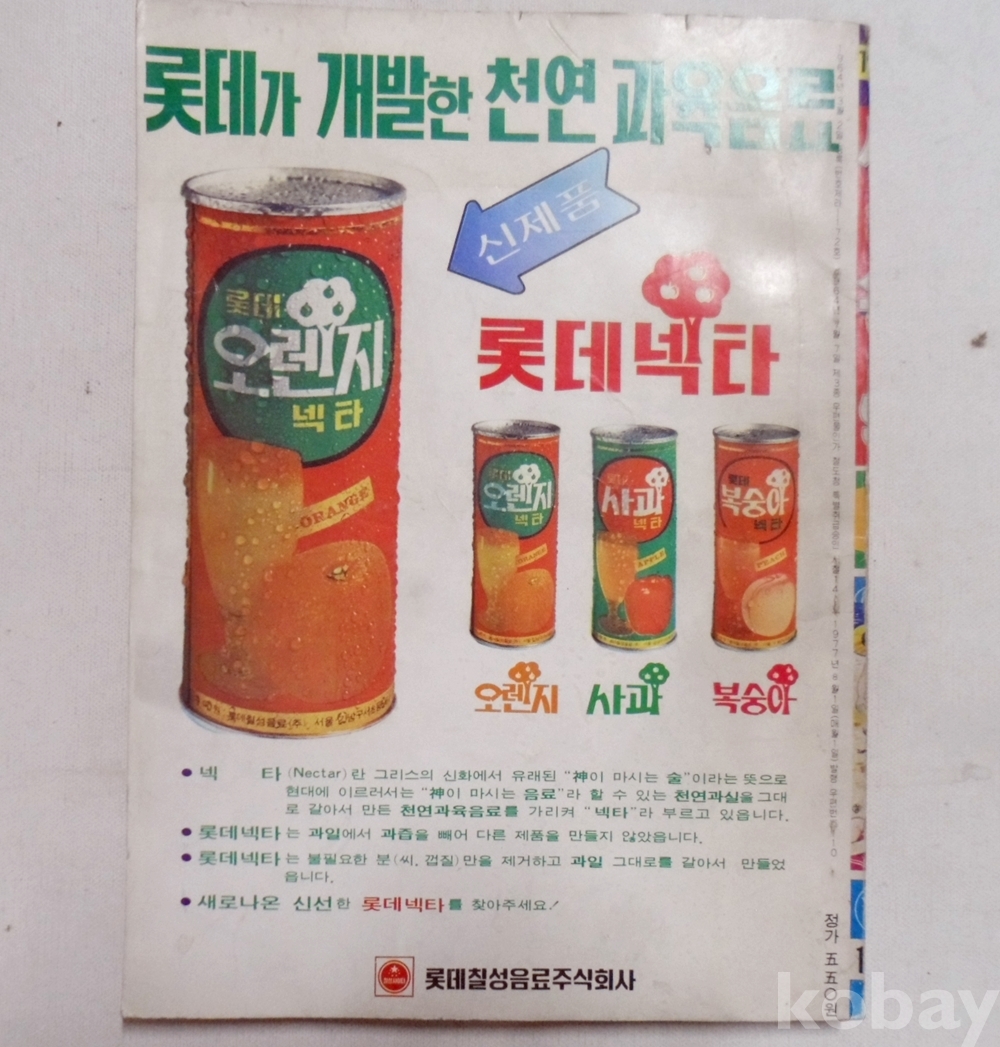 롯데가 개발한 천연 과육음료
신제품
롯데
오렌지
넥타
ORANGE
롯데넥타
롯데
오렌지
넥타
사과
넥타
롯데
복숭아
넥타
오렌지
사과
복숭아
• 넥 타 (Nectar)란 그리스의 신화에서 유래된 "神이 마시는 술"이라는 뜻으로
현대에 이르러서는 "神이 마시는 음료"라 할 수 있는 천연과실을 그대
로 갈아서 만든 천연과육음료를 가리켜 "넥타"라 부르고 있읍니다.
• 롯데넥타는 과일에서 과즙을 빼어 다른 제품을 만들지 않았읍니다.
• 롯데넥타는 불필요한 분(씨, 껍질)만을 제거하고 과일 그대로를 갈아서 만들었
읍니다.
• 새로나온 신선한 롯데넥타를 찾아주세요!
롯데칠성음료주식회사
정가 五五〇원
kobay